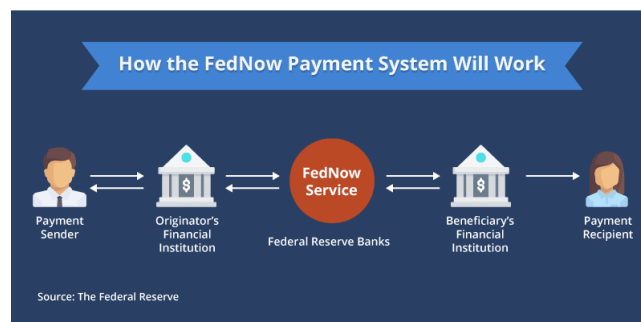 How the FedNow Payment System Will Work
$
FedNow
Service
$
Payment
Sender
Originator's
Financial
Institution
Federal Reserve Banks
Beneficiary's
Financial
Institution
Payment
Recipient
Source: The Federal Reserve